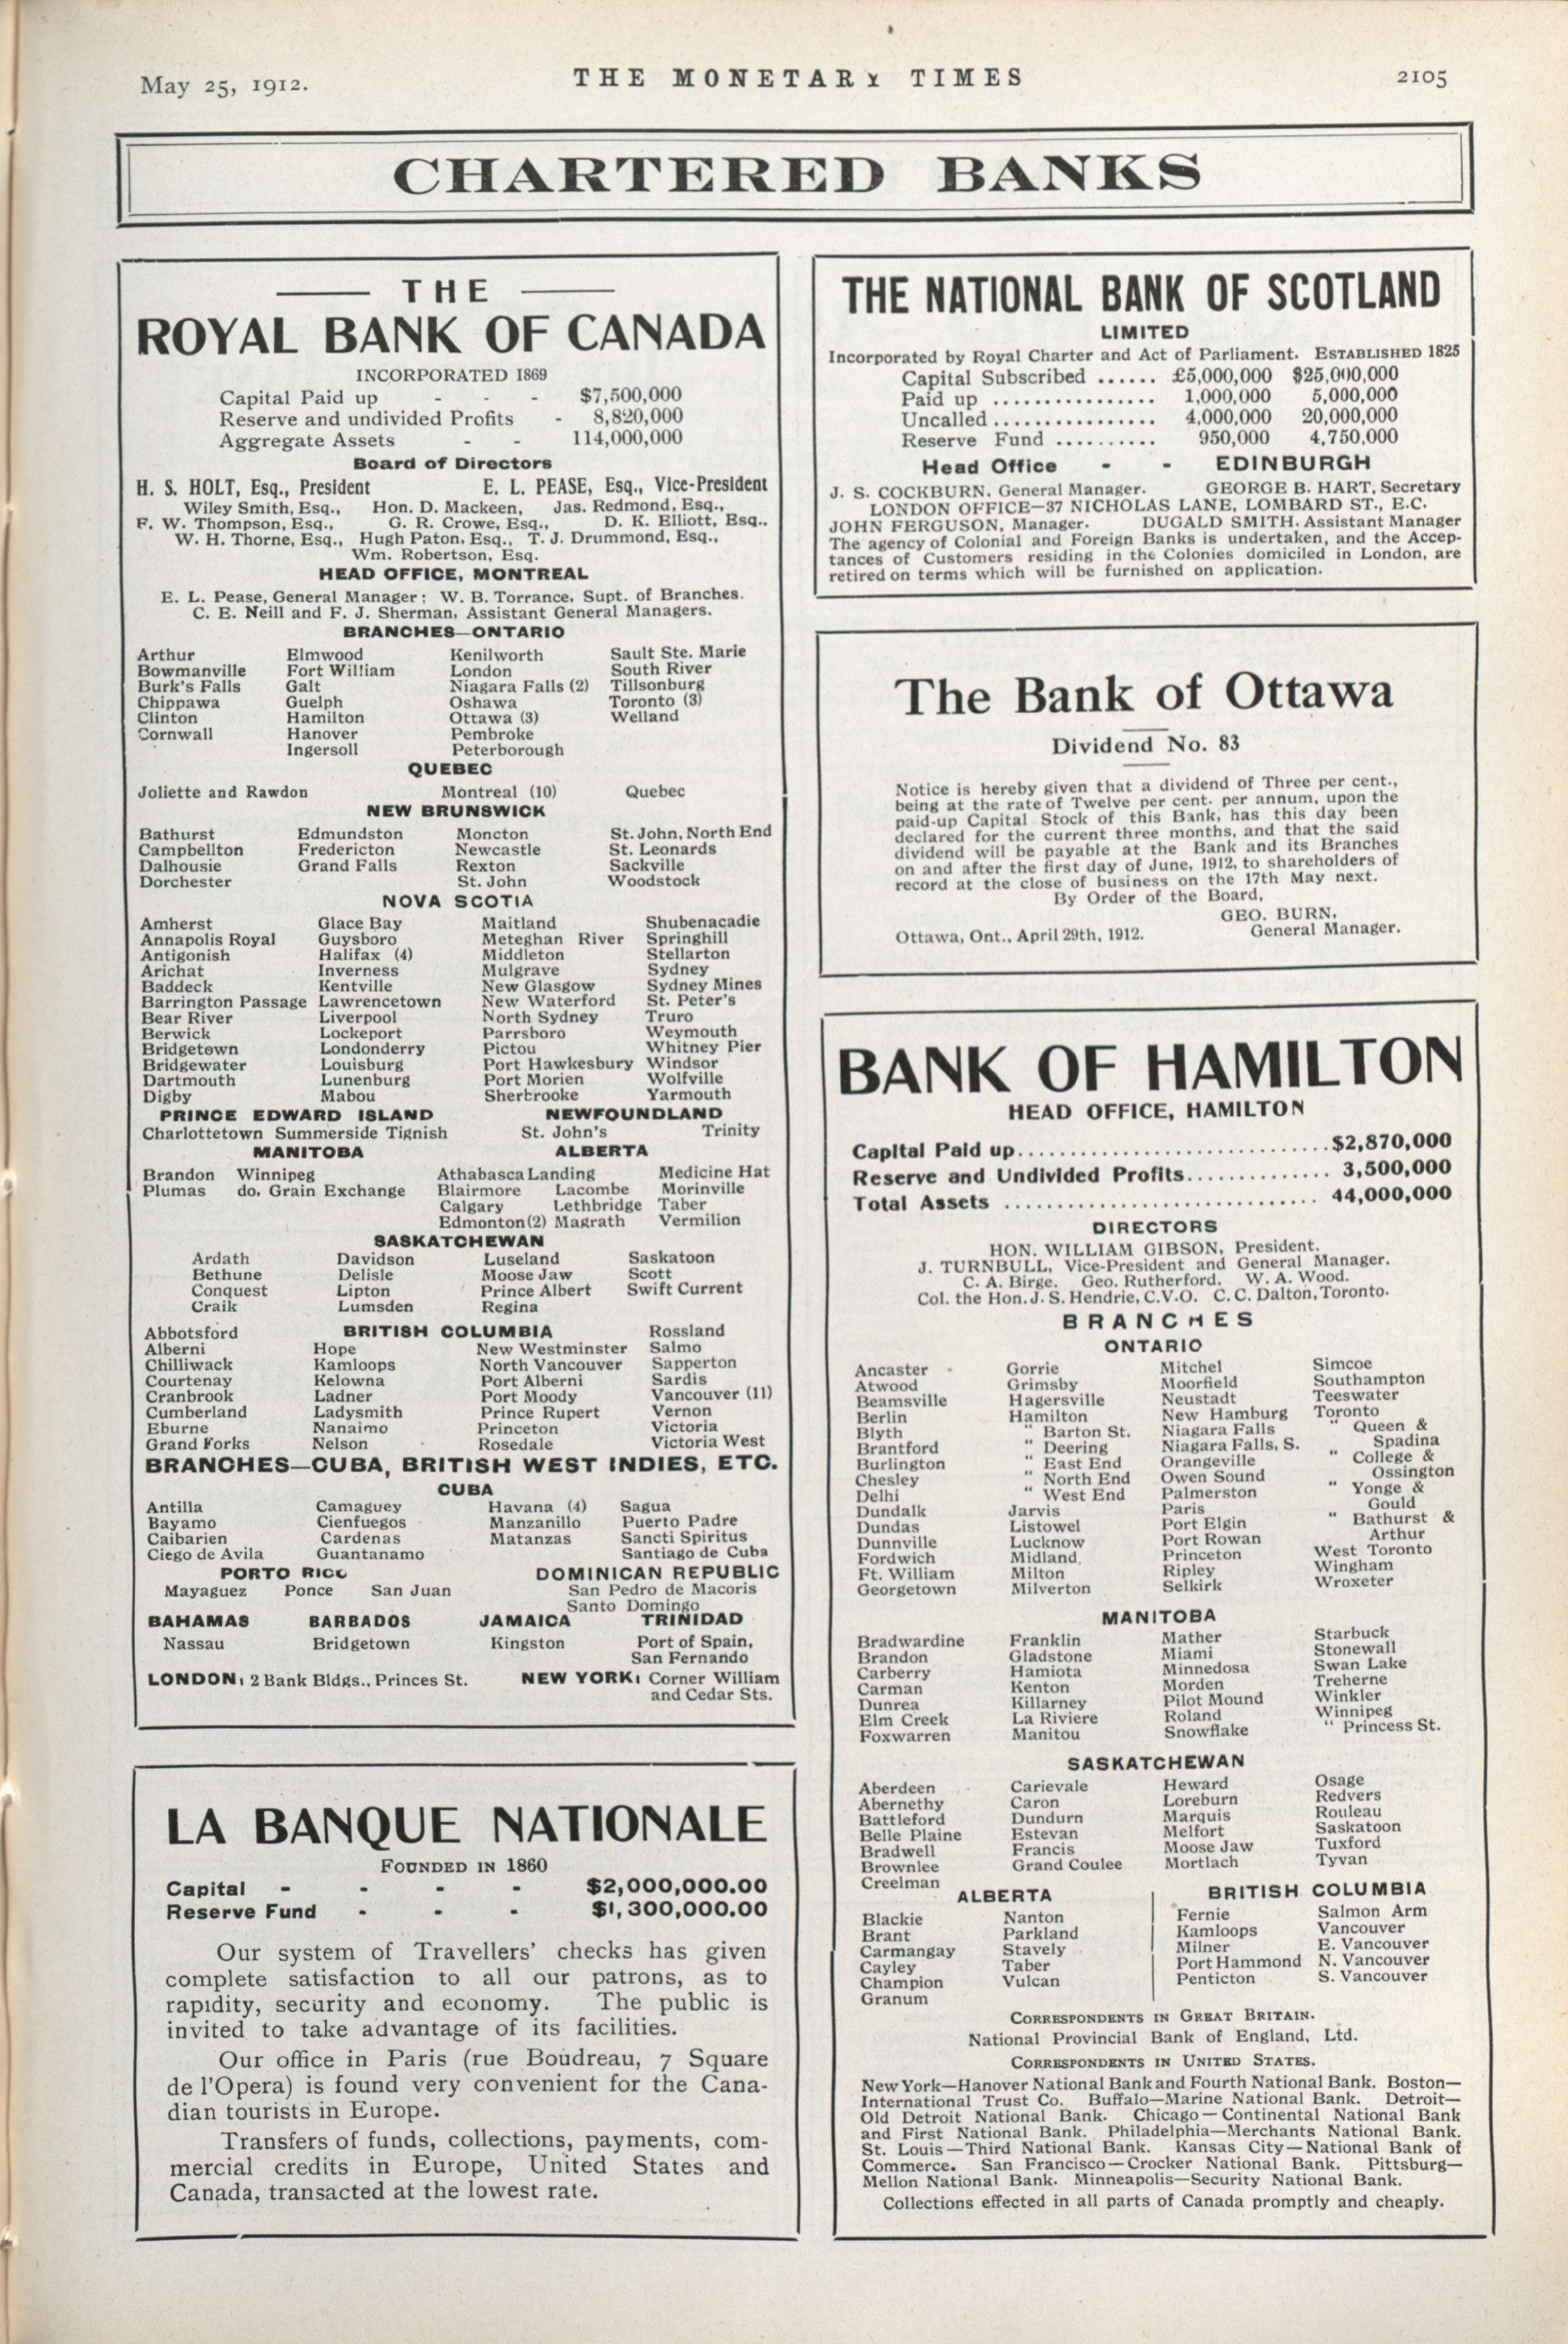 May 25, 1912.
THE MONETARY TIMES
2105
CHARTERED BANKS
THE
ROYAL BANK OF CANADA
INCORPORATED 1869
Capital Paid up - - - $7,500,000
Reserve and undivided Profits - 8,820,000
Aggregate Assets - - 114,000,000
Board of Directors
H. S. HOLT, Esq., President E. L. PEASE, Esq., Vice-President
Wiley Smith, Esq., Hon. D. Mackeen, Jas. Redmond, Esq.,
F. W. Thompson, Esq., G. R. Crowe, Esq., D. K. Elliott, Esq.,
W. H. Thorne, Esq., Hugh Paton, Esq., T. J. Drummond, Esq.,
Wm. Robertson, Esq.
HEAD OFFICE, MONTREAL
E. L. Pease, General Manager; W. B. Torrance, Supt. of Branches.
C. E. Neill and F. J. Sherman, Assistant General Managers.
BRANCHES—ONTARIO
Arthur Elmwood Kenilworth Sault Ste. Marie
Bowmanville Fort William London South River
Burk's Falls Galt Niagara Falls (2) Tillsonburg
Chippawa Guelph Oshawa Toronto (3)
Clinton Hamilton Ottawa (3) Welland
Cornwall Hanover Pembroke
Ingersoll Peterborough
QUEBEC
Joliette and Rawdon Montreal (10) Quebec
NEW BRUNSWICK
Bathurst Edmundston Moncton St. John, North End
Campbellton Fredericton Newcastle St. Leonards
Dalhousie Grand Falls Rexton Sackville
Dorchester St. John Woodstock
NOVA SCOTIA
Amherst Glace Bay Maitland Shubenacadie
Annapolis Royal Guysboro Meteghan River Springhill
Antigonish Halifax (4) Middleton Stellarton
Arichat Inverness Mulgrave Sydney
Baddeck Kentville New Glasgow Sydney Mines
Barrington Passage Lawrencetown New Waterford St. Peter's
Bear River Liverpool North Sydney Truro
Berwick Lockeport Parrsboro Weymouth
Bridgetown Londonderry Pictou Whitney Pier
Bridgewater Louisburg Port Hawkesbury Windsor
Dartmouth Lunenburg Port Morien Wolfville
Digby Mabou Sherbrooke Yarmouth
PRINCE EDWARD ISLAND NEWFOUNDLAND
Charlottetown Summerside Tignish St. John's Trinity
MANITOBA ALBERTA
Brandon Winnipeg Athabasca Landing Medicine Hat
Plumas do. Grain Exchange Blairmore Lacombe Morinville
Calgary Lethbridge Taber
Edmonton (2) Magrath Vermilion
SASKATCHEWAN
Ardath Davidson Luseland Saskatoon
Bethune Delisle Moose Jaw Scott
Conquest Lipton Prince Albert Swift Current
Craik Lumsden Regina
Abbotsford BRITISH COLUMBIA Rossland
Alberni Hope New Westminster Salmo
Chilliwack Kamloops North Vancouver Sapperton
Courtenay Kelowna Port Alberni Sardis
Cranbrook Ladner Port Moody Vancouver (11)
Cumberland Ladysmith Prince Rupert Vernon
Eburne Nanaimo Princeton Victoria
Grand Forks Nelson Rosedale Victoria West
BRANCHES—CUBA, BRITISH WEST INDIES, ETC.
CUBA
Antilla Camaguey Havana (4) Sagua
Bayamo Cienfuegos Manzanillo Puerto Padre
Caibarien Cardenas Matanzas Sancti Spiritus
Ciego de Avila Guantanamo Santiago de Cuba
PORTO RICO DOMINICAN REPUBLIC
Mayaguez Ponce San Juan San Pedro de Macoris
Santo Domingo
BAHAMAS BARBADOS JAMAICA TRINIDAD
Nassau Bridgetown Kingston Port of Spain,
San Fernando
LONDON: 2 Bank Bldgs., Princes St. NEW YORK: Corner William
and Cedar Sts.
LA BANQUE NATIONALE
FOUNDED IN 1860
Capital - - - - $2,000,000.00
Reserve Fund - - - $1,300,000.00
Our system of Travellers' checks has given
complete satisfaction to all our patrons, as to
rapidity, security and economy. The public is
invited to take advantage of its facilities.
Our office in Paris (rue Boudreau, 7 Square
de l'Opera) is found very convenient for the Cana-
dian tourists in Europe.
Transfers of funds, collections, payments, com-
mercial credits in Europe, United States and
Canada, transacted at the lowest rate.
THE NATIONAL BANK OF SCOTLAND
LIMITED
Incorporated by Royal Charter and Act of Parliament. ESTABLISHED 1825
Capital Subscribed ...... £5,000,000 $25,000,000
Paid up ................ 1,000,000 5,000,000
Uncalled ................ 4,000,000 20,000,000
Reserve Fund .......... 950,000 4,750,000
Head Office - - EDINBURGH
J. S. COCKBURN, General Manager. GEORGE B. HART, Secretary
LONDON OFFICE—37 NICHOLAS LANE, LOMBARD ST., E.C.
JOHN FERGUSON, Manager. DUGALD SMITH, Assistant Manager
The agency of Colonial and Foreign Banks is undertaken, and the Accep-
tances of Customers residing in the Colonies domiciled in London, are
retired on terms which will be furnished on application.
The Bank of Ottawa
Dividend No. 83
Notice is hereby given that a dividend of Three per cent.,
being at the rate of Twelve per cent. per annum, upon the
paid-up Capital Stock of this Bank, has this day been
declared for the current three months, and that the said
dividend will be payable at the Bank and its Branches
on and after the first day of June, 1912, to shareholders of
record at the close of business on the 17th May next.
By Order of the Board,
GEO. BURN,
Ottawa, Ont., April 29th, 1912. General Manager.
BANK OF HAMILTON
HEAD OFFICE, HAMILTON
Capital Paid up.............................$2,870,000
Reserve and Undivided Profits.............. 3,500,000
Total Assets .............................. 44,000,000
DIRECTORS
HON. WILLIAM GIBSON, President.
J. TURNBULL, Vice-President and General Manager.
C. A. Birge. Geo. Rutherford. W. A. Wood.
Col. the Hon. J. S. Hendrie, C.V.O. C. C. Dalton, Toronto.
BRANCHES
ONTARIO
Ancaster Gorrie Mitchel Simcoe
Atwood Grimsby Moorfield Southampton
Beamsville Hagersville Neustadt Teeswater
Berlin Hamilton New Hamburg Toronto
Blyth " Barton St. Niagara Falls " Queen &
Brantford " Deering Niagara Falls, S. Spadina
Burlington " East End Orangeville " College &
Chesley " North End Owen Sound Ossington
Delhi " West End Palmerston " Yonge &
Dundalk Jarvis Paris Gould
Dundas Listowel Port Elgin " Bathurst &
Dunnville Lucknow Port Rowan Arthur
Fordwich Midland Princeton West Toronto
Ft. William Milton Ripley Wingham
Georgetown Milverton Selkirk Wroxeter
MANITOBA
Bradwardine Franklin Mather Starbuck
Brandon Gladstone Miami Stonewall
Carberry Hamiota Minnedosa Swan Lake
Carman Kenton Morden Treherne
Dunrea Killarney Pilot Mound Winkler
Elm Creek La Riviere Roland Winnipeg
Foxwarren Manitou Snowflake " Princess St.
SASKATCHEWAN
Aberdeen Carievale Heward Osage
Abernethy Caron Loreburn Redvers
Battleford Dundurn Marquis Rouleau
Belle Plaine Estevan Melfort Saskatoon
Bradwell Francis Moose Jaw Tuxford
Brownlee Grand Coulee Mortlach Tyvan
Creelman
ALBERTA BRITISH COLUMBIA
Blackie Nanton Fernie Salmon Arm
Brant Parkland Kamloops Vancouver
Carmangay Stavely Milner E. Vancouver
Cayley Taber Port Hammond N. Vancouver
Champion Vulcan Penticton S. Vancouver
Granum
CORRESPONDENTS IN GREAT BRITAIN.
National Provincial Bank of England, Ltd.
CORRESPONDENTS IN UNITED STATES.
New York—Hanover National Bank and Fourth National Bank. Boston—
International Trust Co. Buffalo—Marine National Bank. Detroit—
Old Detroit National Bank. Chicago—Continental National Bank
and First National Bank. Philadelphia—Merchants National Bank.
St. Louis—Third National Bank. Kansas City—National Bank of
Commerce. San Francisco—Crocker National Bank. Pittsburg—
Mellon National Bank. Minneapolis—Security National Bank.
Collections effected in all parts of Canada promptly and cheaply.